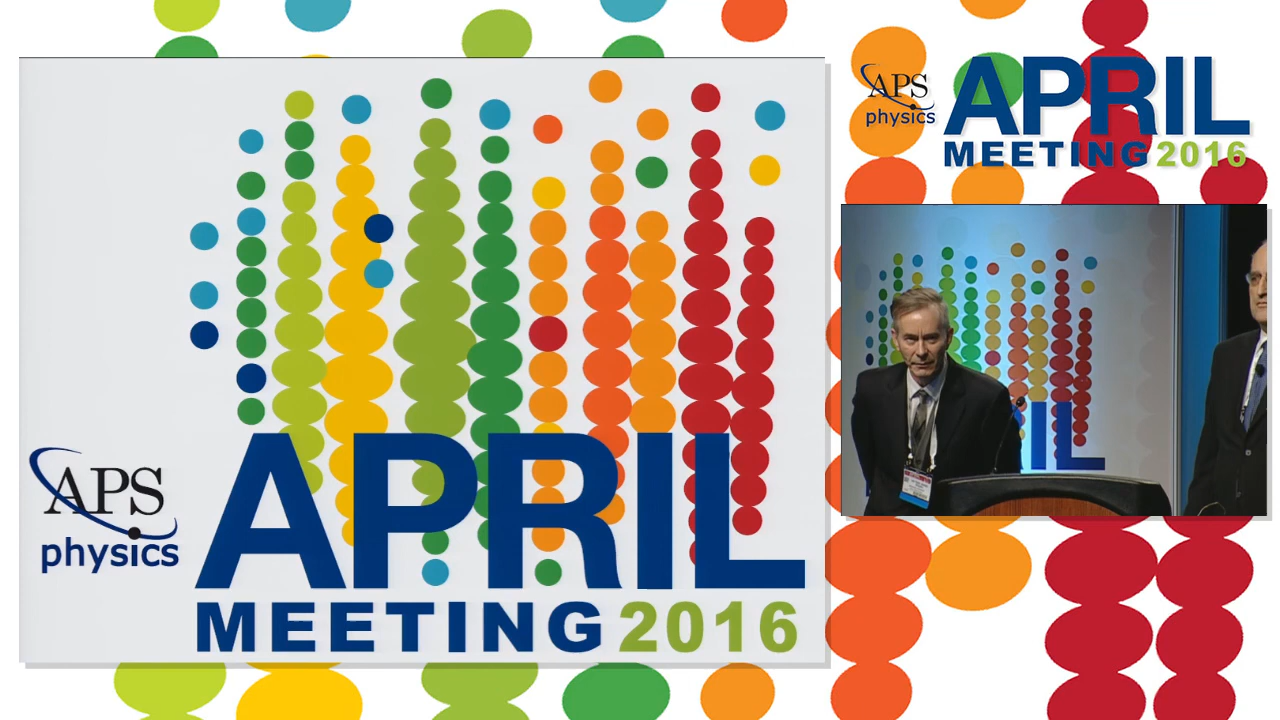 APS
physics
APRIL
MEETING 2016
APS
physics
APRIL
MEETING 2016
IL